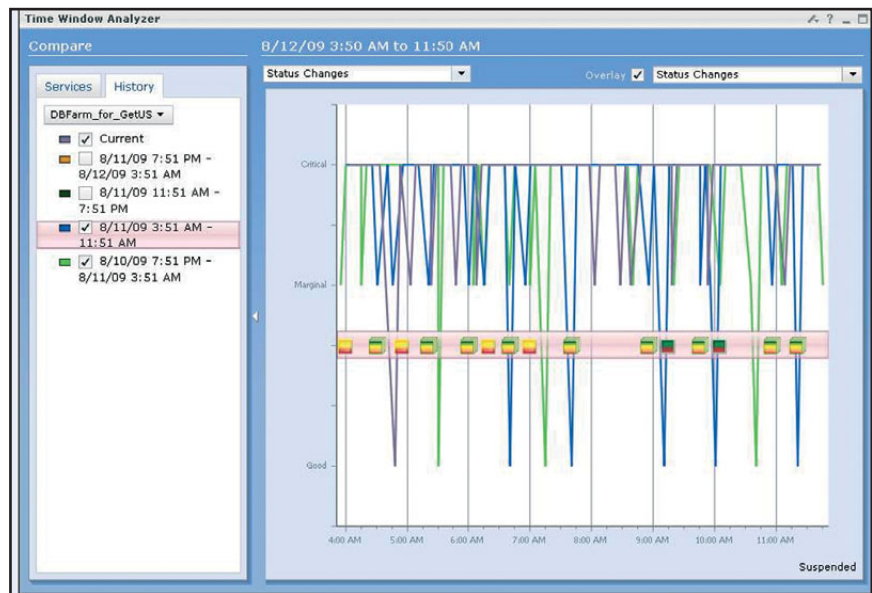 Time Window Analyzer
?
Compare
8/12/09 3:50 AM to 11:50 AM
Services
History
DBFarm_for_GetUS
Current
8/11/09 7:51 PM -
8/12/09 3:51 AM
8/11/09 11:51 AM -
7:51 PM
8/11/09 3:51 AM -
11:51 AM
8/10/09 7:51 PM -
8/11/09 3:51 AM
Status Changes
Overlay
Status Changes
Critical
Marginal
Good
4:00 AM
5:00 AM
6:00 AM
7:00 AM
8:00 AM
9:00 AM
10:00 AM
11:00 AM
Suspended